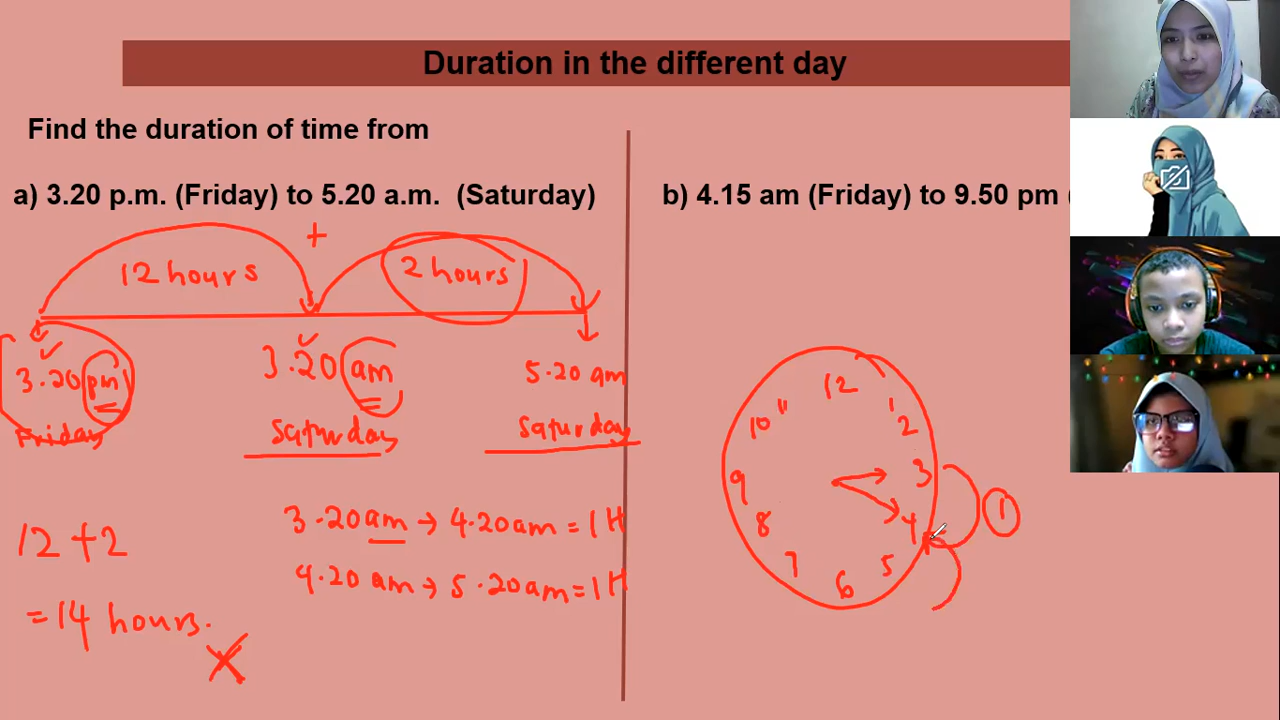 Duration in the different day
Find the duration of time from
a) 3.20 p.m. (Friday) to 5.20 a.m. (Saturday)
+
12 hours
2 hours
3.20 pm
3.20 am
5.20 am
Friday
Saturday
Saturday
3.20 am → 4.20 am = 1H
4.20 am → 5.20 am = 1H
12 + 2
= 14 hours.
b) 4.15 am (Friday) to 9.50 pm (
12
1
2
3
4
5
6
7
8
9
10
11
1